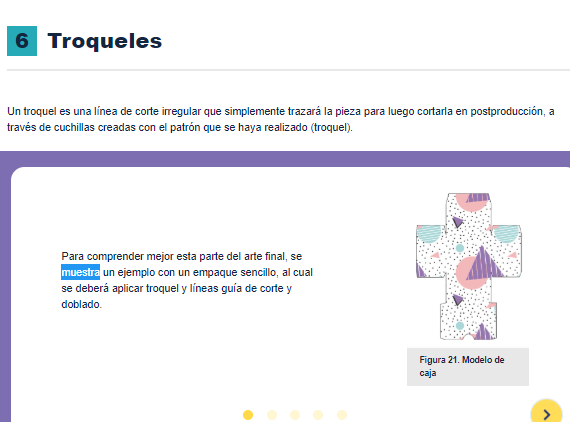 6 Troqueles
Un troquel es una línea de corte irregular que simplemente trazará la pieza para luego cortarla en postproducción, a
través de cuchillas creadas con el patrón que se haya realizado (troquel).
Para comprender mejor esta parte del arte final, se
muestra un ejemplo con un empaque sencillo, al cual
se deberá aplicar troquel y líneas guía de corte y
doblado.
Figura 21. Modelo de
caja